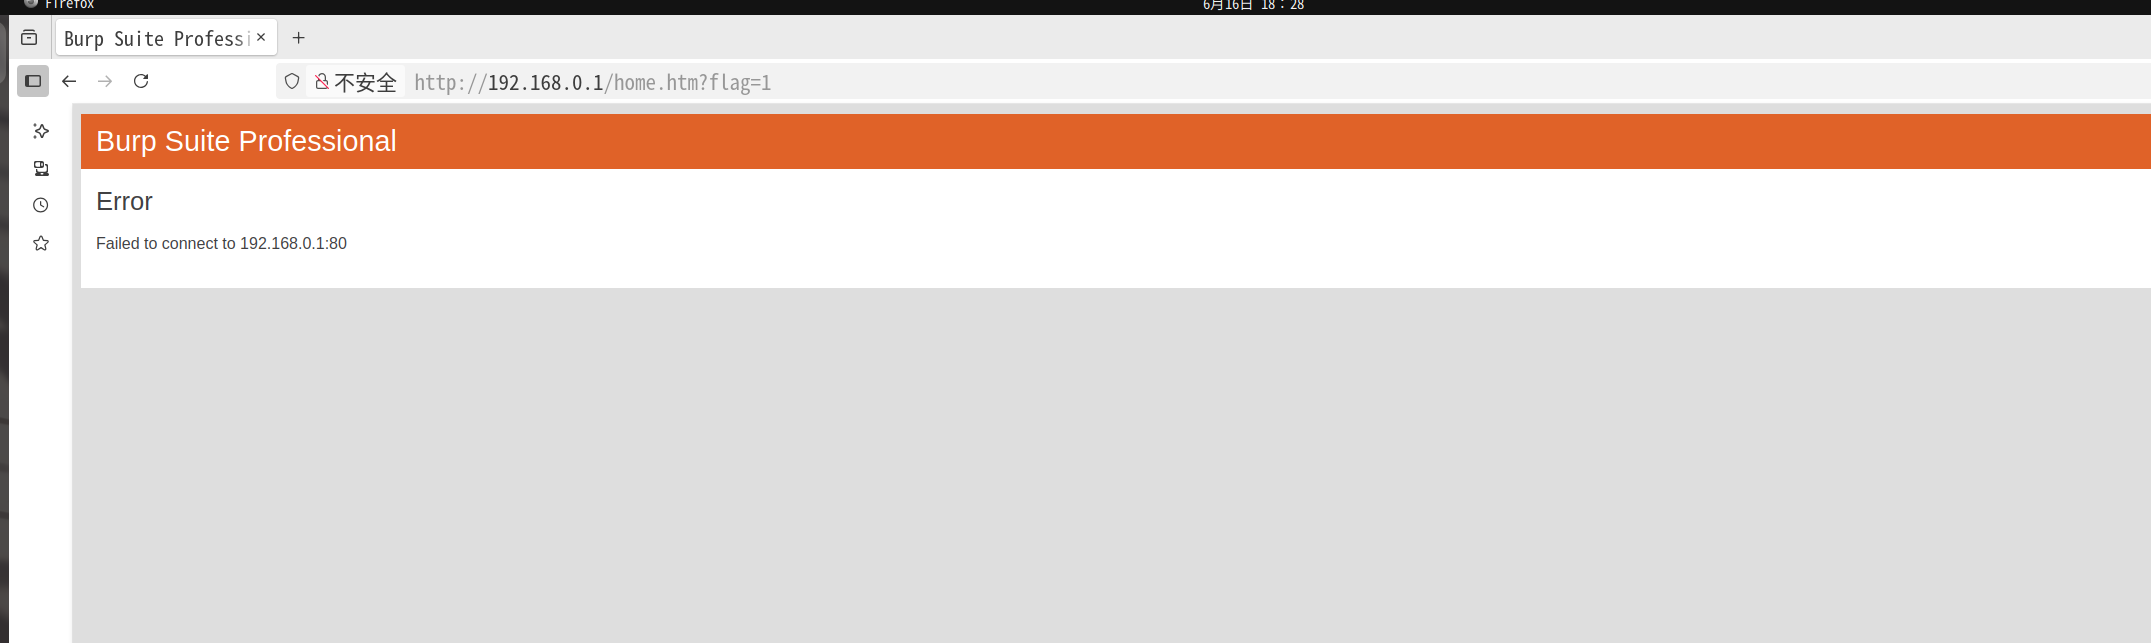 Firefox
6月16日 18：28
Burp Suite Professi
不安全 http://192.168.0.1/home.htm?flag=1
Burp Suite Professional
Error
Failed to connect to 192.168.0.1:80